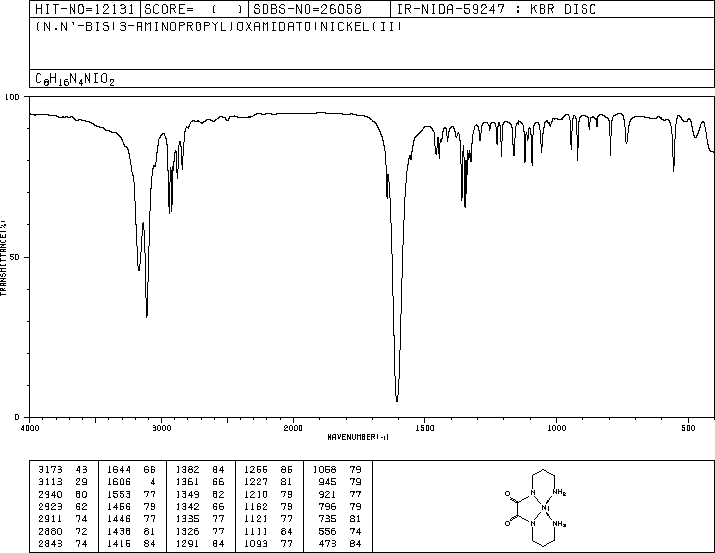 HIT-NO=12131 SCORE= ( ) SDBS-NO=26058 IR-NIDA-59247 : KBR DISC
(N,N'-BIS(3-AMINOPROPYL)OXAMIDATO)NICKEL(II)
C8H16N4NIO2
100
50
0
TRANSMITTANCE(%)
4000 3000 2000 1500 1000 500
WAVENUMBER(-1)
3173 43 1644 66 1382 84 1255 86 1058 79
3113 29 1606 4 1361 66 1227 81 945 79
2940 80 1553 77 1349 82 1210 79 921 77
2929 62 1456 79 1342 66 1162 79 796 79
2911 74 1446 77 1335 77 1121 77 735 81
2880 72 1438 81 1326 77 1111 84 556 74
2843 74 1415 84 1291 84 1093 77 473 84
O N NH2
Ni
O N NH2